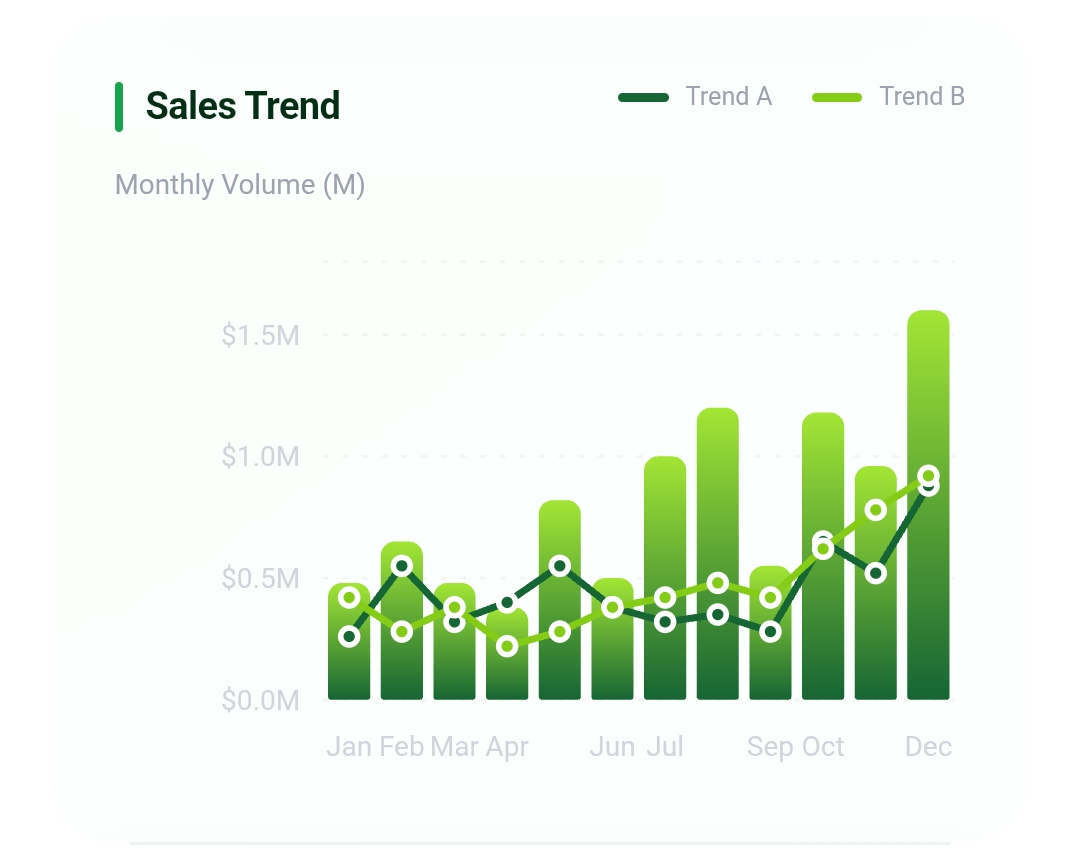 Sales Trend
Trend A
Trend B
Monthly Volume (M)
$1.5M
$1.0M
$0.5M
$0.0M
Jan Feb Mar Apr Jun Jul Sep Oct Dec